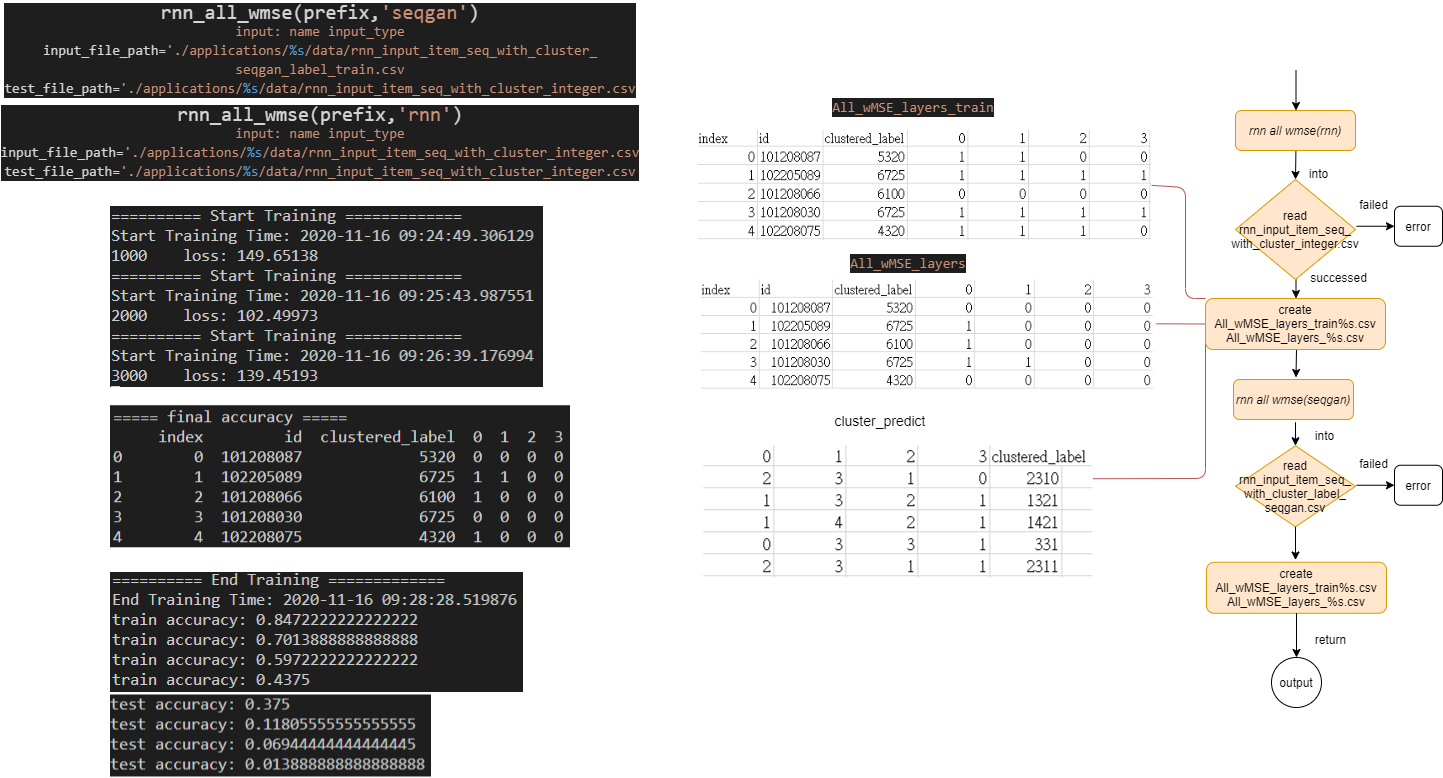 rnn_all_wmse(prefix,'seqgan')
input: name input_type
input_file_path='./applications/%s/data/rnn_input_item_seq_with_cluster_
seqgan_label_train.csv
test_file_path='./applications/%s/data/rnn_input_item_seq_with_cluster_integer.csv
rnn_all_wmse(prefix,'rnn')
input: name input_type
input_file_path='./applications/%s/data/rnn_input_item_seq_with_cluster_integer.csv
test_file_path='./applications/%s/data/rnn_input_item_seq_with_cluster_integer.csv
========== Start Training =============
Start Training Time: 2020-11-16 09:24:49.306129
1000 loss: 149.65138
========== Start Training =============
Start Training Time: 2020-11-16 09:25:43.987551
2000 loss: 102.49973
========== Start Training =============
Start Training Time: 2020-11-16 09:26:39.176994
3000 loss: 139.45193
===== final accuracy =====
index id clustered_label 0 1 2 3
0 0 101208087 5320 0 0 0 0
1 1 102205089 6725 1 1 0 0
2 2 101208066 6100 1 0 0 0
3 3 101208030 6725 0 0 0 0
4 4 102208075 4320 1 0 0 0
========== End Training =============
End Training Time: 2020-11-16 09:28:28.519876
train accuracy: 0.8472222222222222
train accuracy: 0.7013888888888888
train accuracy: 0.5972222222222222
train accuracy: 0.4375
test accuracy: 0.375
test accuracy: 0.11805555555555555
test accuracy: 0.06944444444444445
test accuracy: 0.013888888888888888
All_wMSE_layers_train
index id clustered_label 0 1 2 3
0 101208087 5320 1 1 0 0
1 102205089 6725 1 1 1 1
2 101208066 6100 0 0 0 0
3 101208030 6725 1 1 1 1
4 102208075 4320 1 1 1 0
All_wMSE_layers
index id clustered_label 0 1 2 3
0 101208087 5320 0 0 0 0
1 102205089 6725 1 0 0 0
2 101208066 6100 1 0 0 0
3 101208030 6725 1 1 0 0
4 102208075 4320 0 0 0 0
cluster_predict
0 1 2 3 clustered_label
2 3 1 0 2310
1 3 2 1 1321
1 4 2 1 1421
0 3 3 1 331
2 3 1 1 2311
rnn all wmse(rnn)
into
read
rnn_input_item_seq_
with_cluster_integer.csv
failed
error
successed
create
All_wMSE_layers_train%s.csv
All_wMSE_layers_%s.csv
rnn all wmse(seqgan)
into
read
rnn_input_item_seq_
with_cluster_label_
seqgan.csv
failed
error
create
All_wMSE_layers_train%s.csv
All_wMSE_layers_%s.csv
return
output